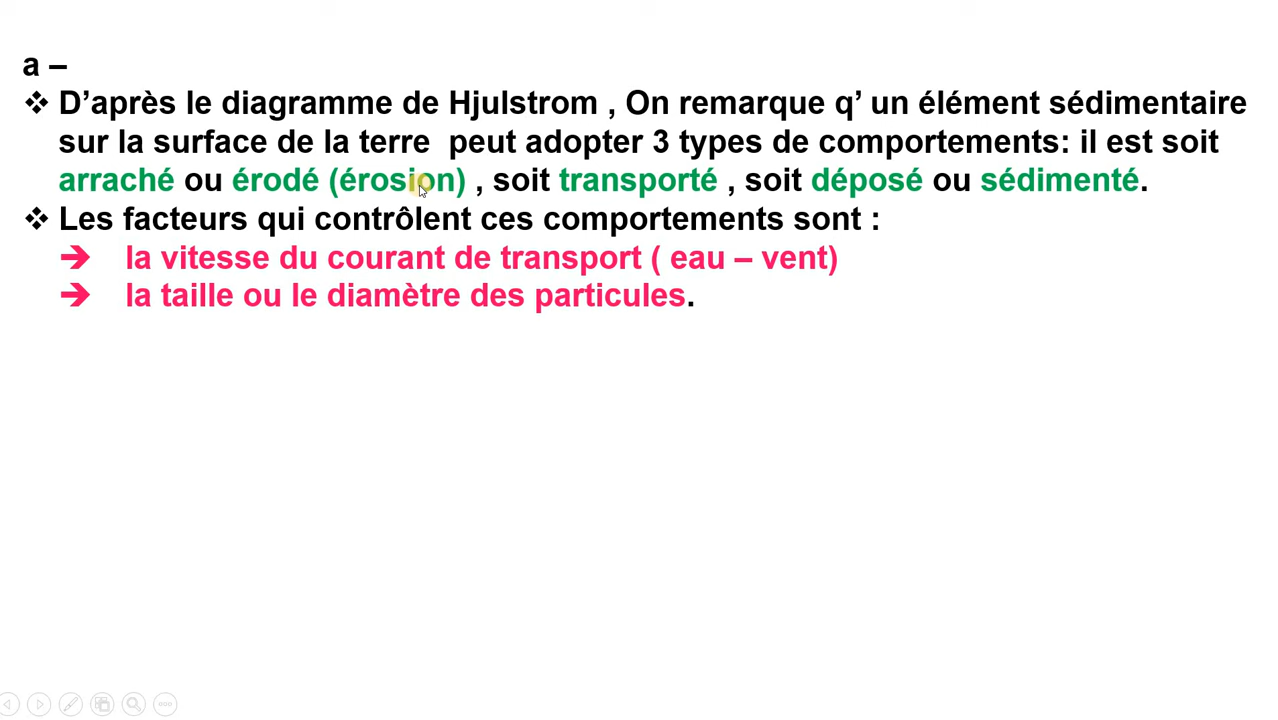 a –
❖ D’après le diagramme de Hjulstrom , On remarque q’ un élément sédimentaire
sur la surface de la terre  peut adopter 3 types de comportements: il est soit
arraché ou érodé (érosion) , soit transporté , soit déposé ou sédimenté.
❖ Les facteurs qui contrôlent ces comportements sont :
➔ la vitesse du courant de transport ( eau – vent)
➔ la taille ou le diamètre des particules.